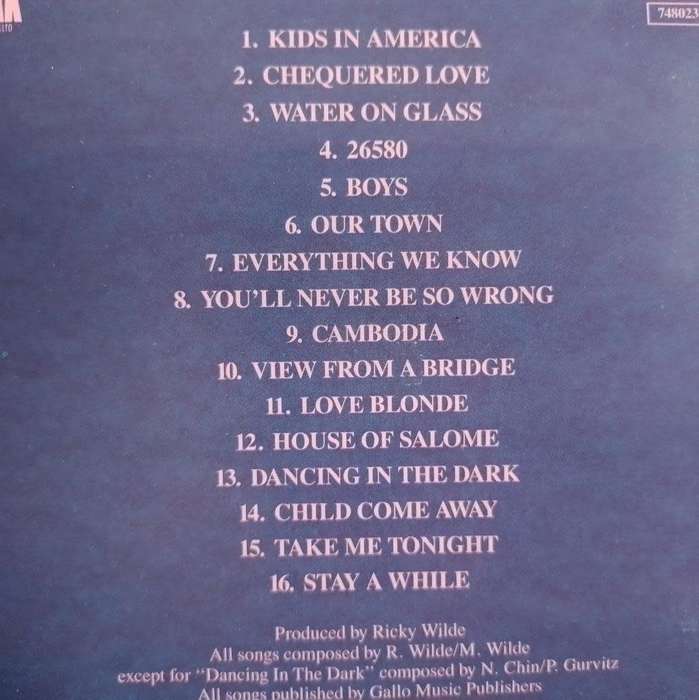 748023
LTD
1. KIDS IN AMERICA
2. CHEQUERED LOVE
3. WATER ON GLASS
4. 26580
5. BOYS
6. OUR TOWN
7. EVERYTHING WE KNOW
8. YOU'LL NEVER BE SO WRONG
9. CAMBODIA
10. VIEW FROM A BRIDGE
11. LOVE BLONDE
12. HOUSE OF SALOME
13. DANCING IN THE DARK
14. CHILD COME AWAY
15. TAKE ME TONIGHT
16. STAY A WHILE
Produced by Ricky Wilde
All songs composed by R. Wilde/M. Wilde
except for "Dancing In The Dark" composed by N. Chin/P. Gurvitz
All songs published by Gallo Music Publishers